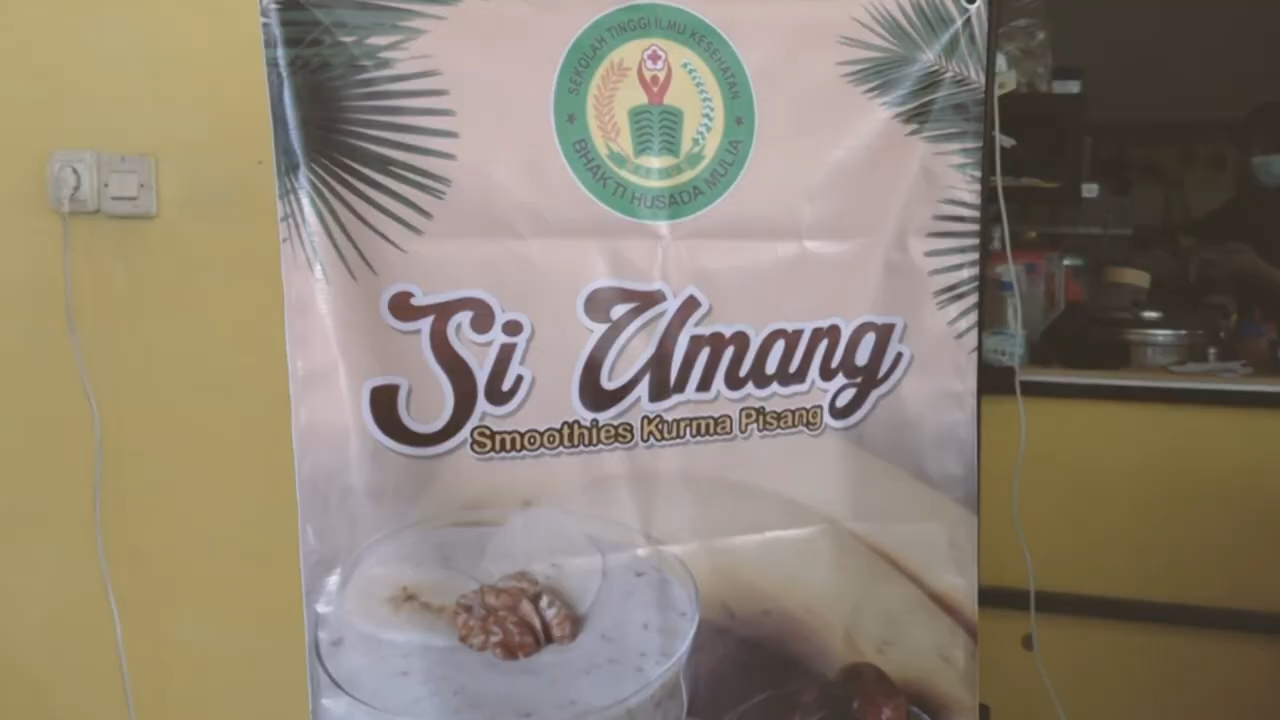 SEKOLAH TINGGI ILMU KESEHATAN
BHAKTI HUSADA MULIA
Si Umang
Smoothies Kurma Pisang